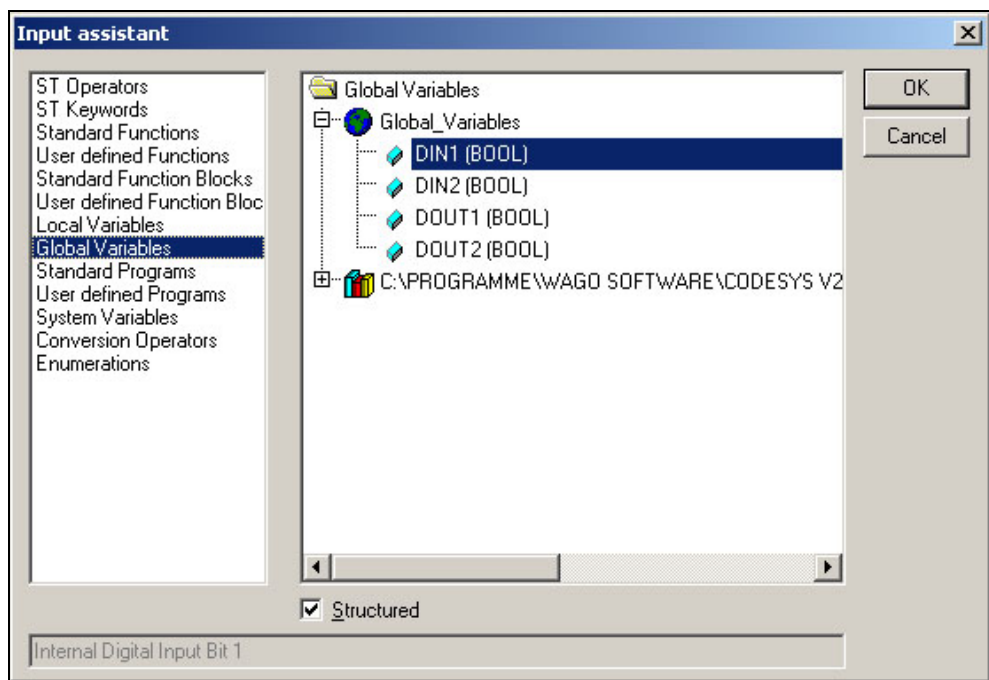 Input assistant
ST Operators
ST Keywords
Standard Functions
User defined Functions
Standard Function Blocks
User defined Function Bloc
Local Variables
Global Variables
Standard Programs
User defined Programs
System Variables
Conversion Operators
Enumerations
Global Variables
Global_Variables
DIN1 (BOOL)
DIN2 (BOOL)
DOUT1 (BOOL)
DOUT2 (BOOL)
C:\PROGRAMME\WAGO SOFTWARE\CODESYS V2
OK
Cancel
Structured
Internal Digital Input Bit 1